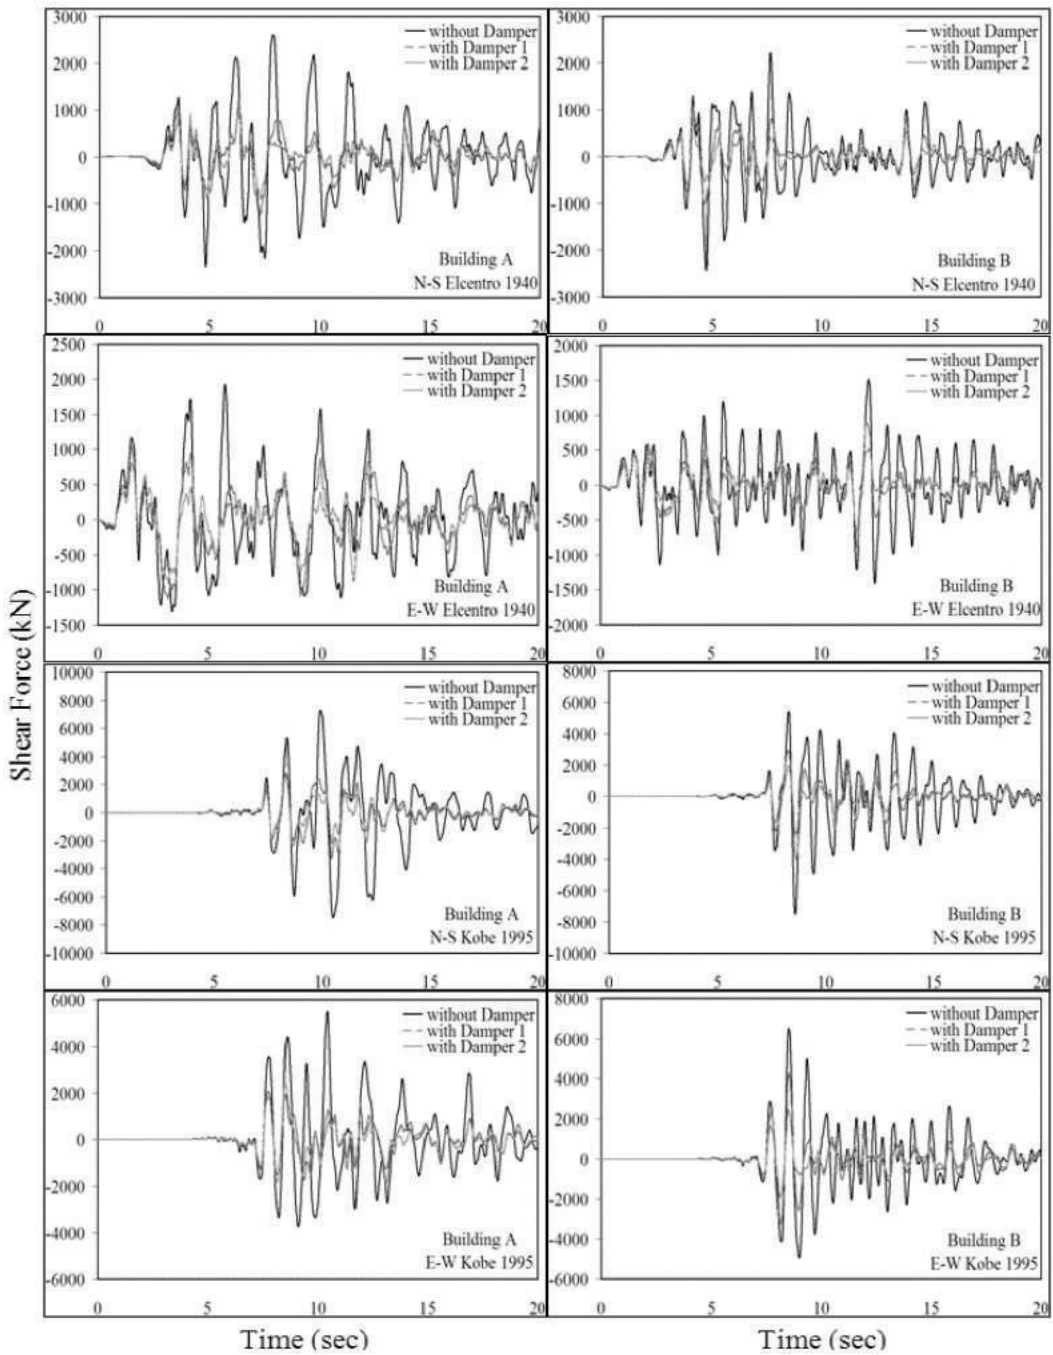 Shear Force (kN)
3000
2000
1000
0
-1000
-2000
-3000
without Damper
with Damper 1
with Damper 2
Building A
N-S Elcentro 1940
0 5 10 15 20
3000
2000
1000
0
-1000
-2000
-3000
without Damper
with Damper 1
with Damper 2
Building B
N-S Elcentro 1940
0 5 10 15 20
2500
2000
1500
1000
500
0
-500
-1000
-1500
without Damper
with Damper 1
with Damper 2
Building A
E-W Elcentro 1940
0 5 10 15 20
2000
1500
1000
500
0
-500
-1000
-1500
-2000
without Damper
with Damper 1
with Damper 2
Building B
E-W Elcentro 1940
0 5 10 15 20
10000
8000
6000
4000
2000
0
-2000
-4000
-6000
-8000
-10000
without Damper
with Damper 1
with Damper 2
Building A
N-S Kobe 1995
0 5 10 15 20
8000
6000
4000
2000
0
-2000
-4000
-6000
-8000
-10000
without Damper
with Damper 1
with Damper 2
Building B
N-S Kobe 1995
0 5 10 15 20
6000
4000
2000
0
-2000
-4000
-6000
without Damper
with Damper 1
with Damper 2
Building A
E-W Kobe 1995
0 5 10 15 20
8000
6000
4000
2000
0
-2000
-4000
-6000
without Damper
with Damper 1
with Damper 2
Building B
E-W Kobe 1995
0 5 10 15 20
Time (sec)
Time (sec)